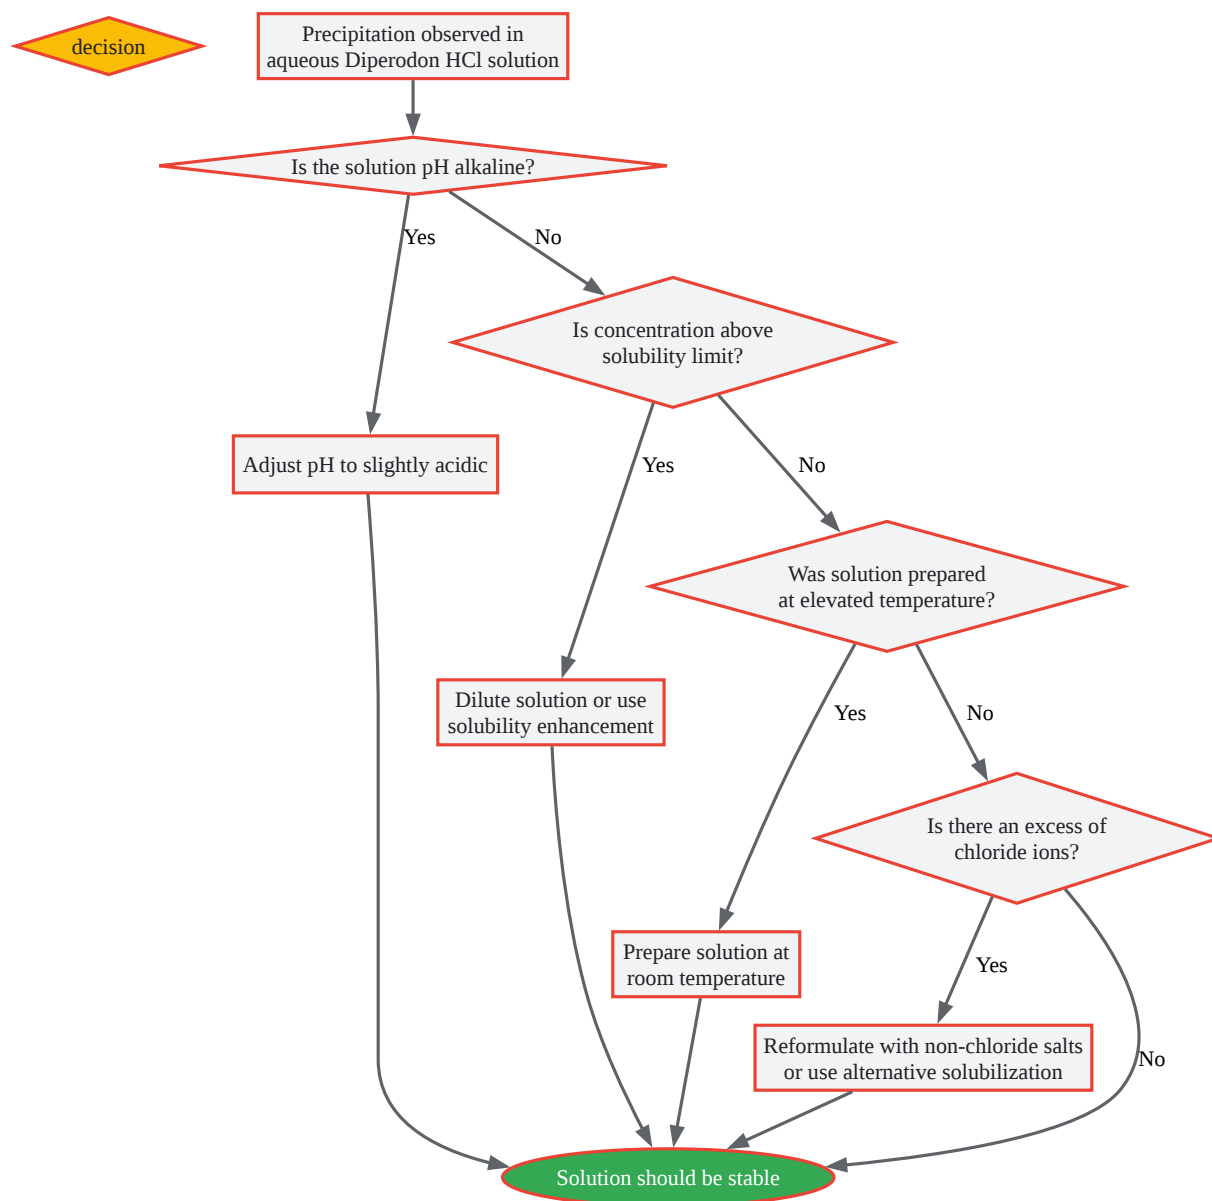 decision
Precipitation observed in
aqueous Diperodon HCl solution
Is the solution pH alkaline?
Yes
No
Is concentration above
solubility limit?
Adjust pH to slightly acidic
Yes
No
Was solution prepared
at elevated temperature?
Dilute solution or use
solubility enhancement
Yes
No
Is there an excess of
chloride ions?
Prepare solution at
room temperature
Yes
Reformulate with non-chloride salts
or use alternative solubilization
No
Solution should be stable